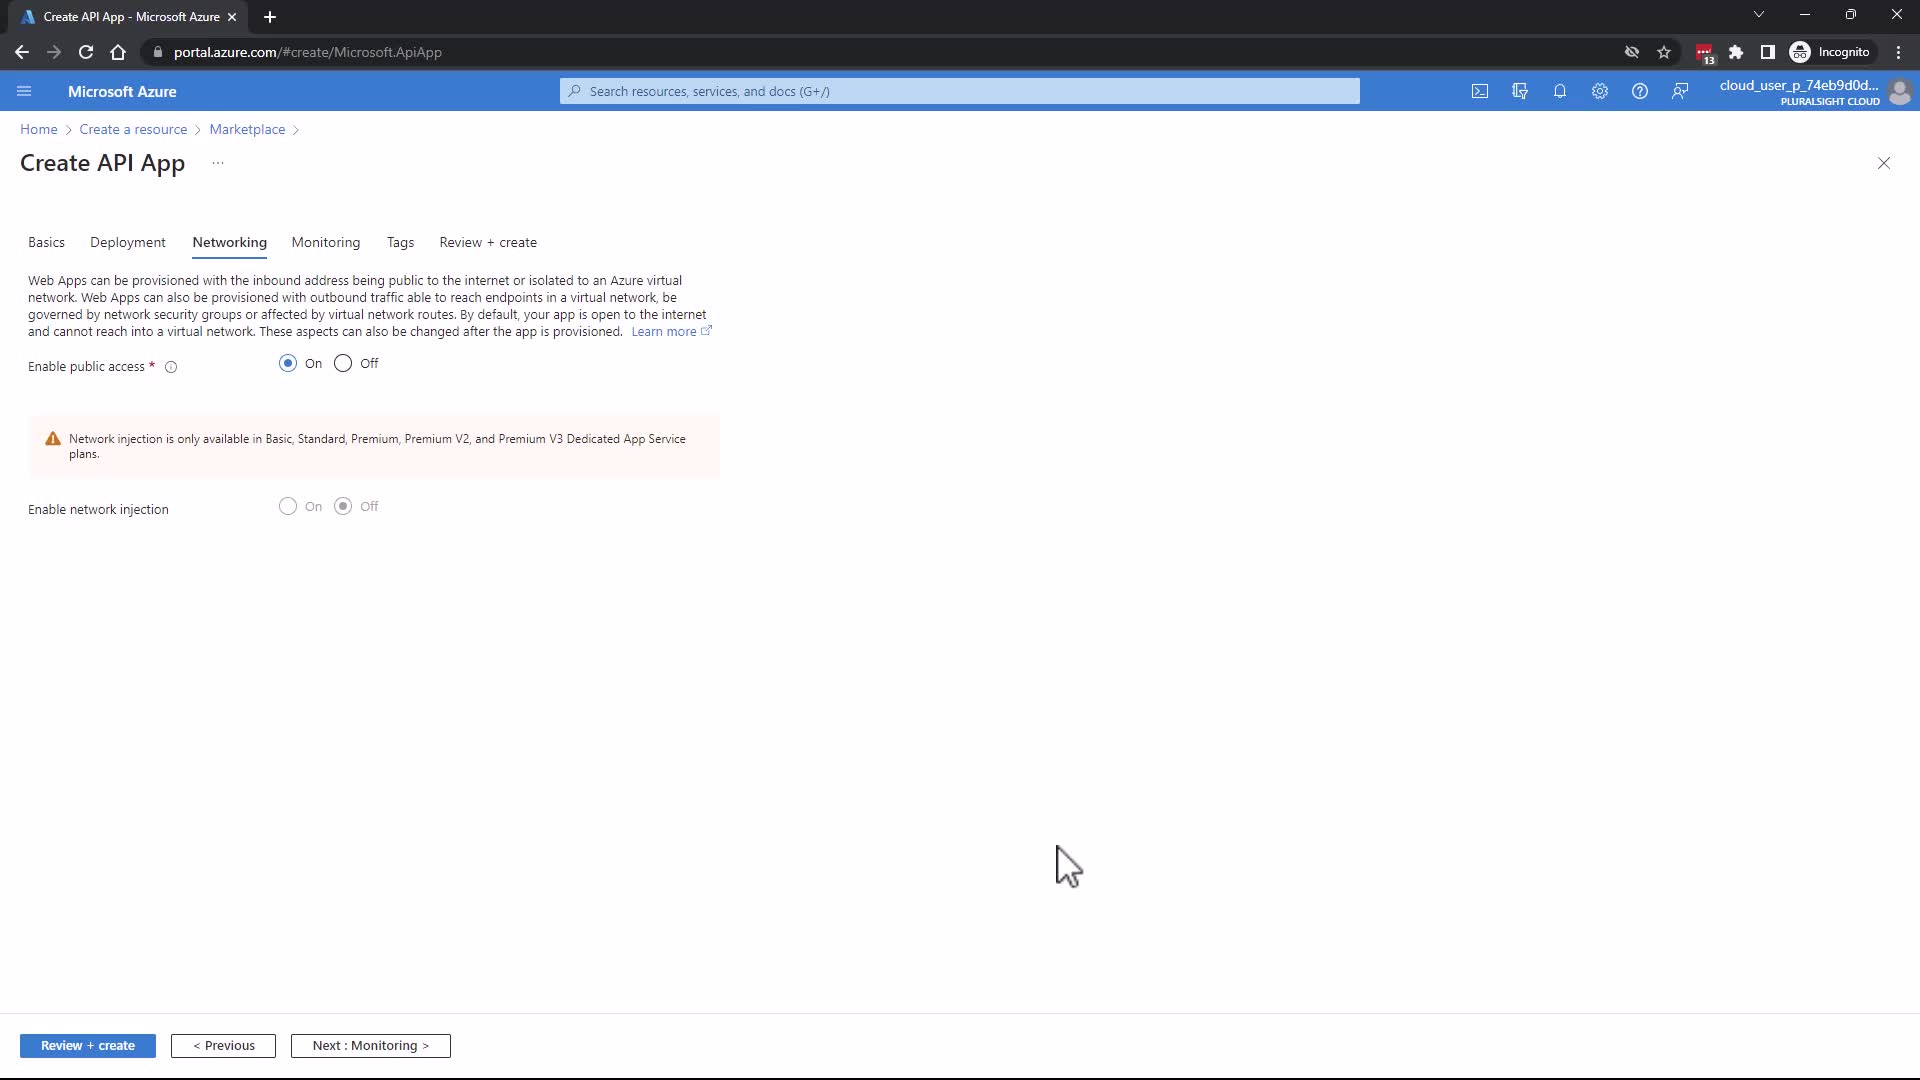 Create API App - Microsoft Azure
portal.azure.com/#create/Microsoft.ApiApp
13
Incognito
Microsoft Azure
Search resources, services, and docs (G+/)
cloud_user_p_74eb9d0d...
PLURALSIGHT CLOUD
Home > Create a resource > Marketplace >
Create API App ...
Basics Deployment Networking Monitoring Tags Review + create
Web Apps can be provisioned with the inbound address being public to the internet or isolated to an Azure virtual
network. Web Apps can also be provisioned with outbound traffic able to reach endpoints in a virtual network, be
governed by network security groups or affected by virtual network routes. By default, your app is open to the internet
and cannot reach into a virtual network. These aspects can also be changed after the app is provisioned. Learn more
Enable public access * On Off
Network injection is only available in Basic, Standard, Premium, Premium V2, and Premium V3 Dedicated App Service
plans.
Enable network injection On Off
Review + create < Previous Next : Monitoring >